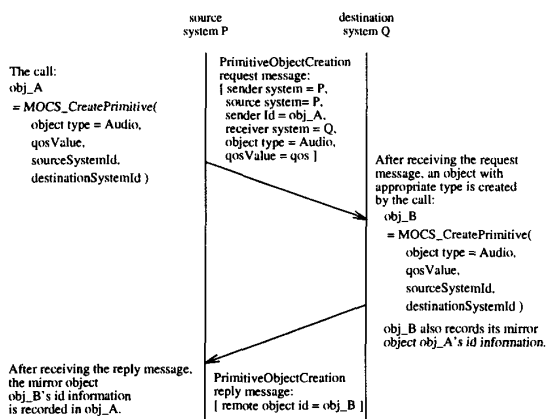 source
system P
destination
system Q
The call:
obj_A
= MOCS_CreatePrimitive(
object type = Audio,
qosValue,
sourceSystemId,
destinationSystemId )
PrimitiveObjectCreation
request message:
[ sender system = P,
source system= P,
sender Id = obj_A,
receiver system = Q,
object type = Audio,
qosValue = qos ]
After receiving the request
message, an object with
appropriate type is created
by the call:
obj_B
= MOCS_CreatePrimitive(
object type = Audio,
qosValue,
sourceSystemId,
destinationSystemId )
obj_B also records its mirror
object obj_A's id information.
After receiving the reply message,
the mirror object
obj_B's id information
is recorded in obj_A.
PrimitiveObjectCreation
reply message:
[ remote object id = obj_B ]